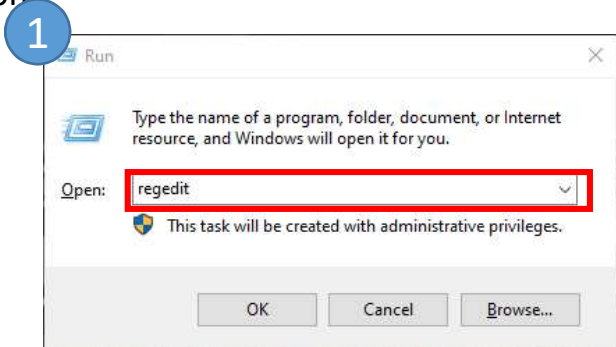 1
Run
Type the name of a program, folder, document, or Internet
resource, and Windows will open it for you.
Open: regedit
This task will be created with administrative privileges.
OK Cancel Browse...